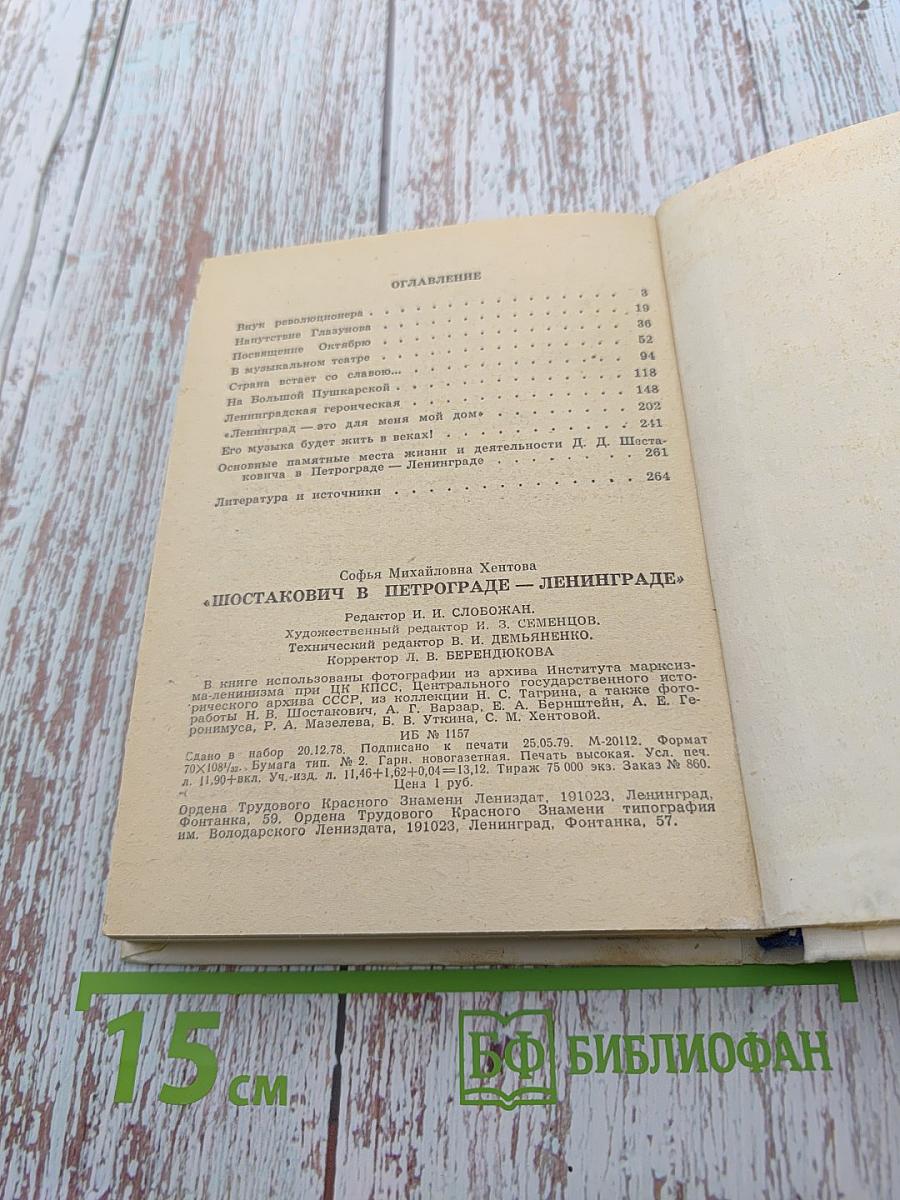 ОГЛАВЛЕНИЕ
Внук революционера . . . . . . . . . . . . . . . . 3
Напутствие Глазунова . . . . . . . . . . . . . . . . 19
Посвящение Октябрю . . . . . . . . . . . . . . . . 36
В музыкальном театре . . . . . . . . . . . . . . . . 52
Страна встает со славою... . . . . . . . . . . . . . . . . 94
На Большой Пушкарской . . . . . . . . . . . . . . . . 118
Ленинградская героическая . . . . . . . . . . . . . . . 148
«Ленинград — это для меня мой дом» . . . . . . . . . . 202
Его музыка будет жить в веках! . . . . . . . . . . . . 241
Основные памятные места жизни и деятельности Д. Д. Шоста-
ковича в Петрограде — Ленинграде . . . . . . . . . 261
Литература и источники . . . . . . . . . . . . . . . 264
Софья Михайловна Хентова
«ШОСТАКОВИЧ В ПЕТРОГРАДЕ — ЛЕНИНГРАДЕ»
Редактор И. И. СЛОБОЖАН.
Художественный редактор И. З. СЕМЕНЦОВ.
Технический редактор В. И. ДЕМЬЯНЕНКО.
Корректор Л. В. БЕРЕНДЮКОВА
В книге использованы фотографии из архива Института марксиз-
ма-ленинизма при ЦК КПСС, Центрального государственного исто-
рического архива СССР, из коллекции Н. С. Тагрина, а также фото-
работы Н. В. Шостакович, А. Г. Варзар, Е. А. Бернштейн, А. Е. Ге-
ронимуса, Р. А. Мазелева, Б. В. Уткина, С. М. Хентовой.
ИБ № 1157
Сдано в набор 20.12.78. Подписано к печати 25.05.79. М-20112. Формат
70×108¹/₃₂. Бумага тип. № 2. Гарн. новогазетная. Печать высокая. Усл. печ.
л. 11,90+вкл. Уч.-изд. л. 11,46+1,62+0,04=13,12. Тираж 75 000 экз. Заказ № 860.
Цена 1 руб.
Ордена Трудового Красного Знамени Лениздат, 191023, Ленинград,
Фонтанка, 59. Ордена Трудового Красного Знамени типография
им. Володарского Лениздата, 191023, Ленинград, Фонтанка, 57.
15 см
БФ БИБЛИОФАН